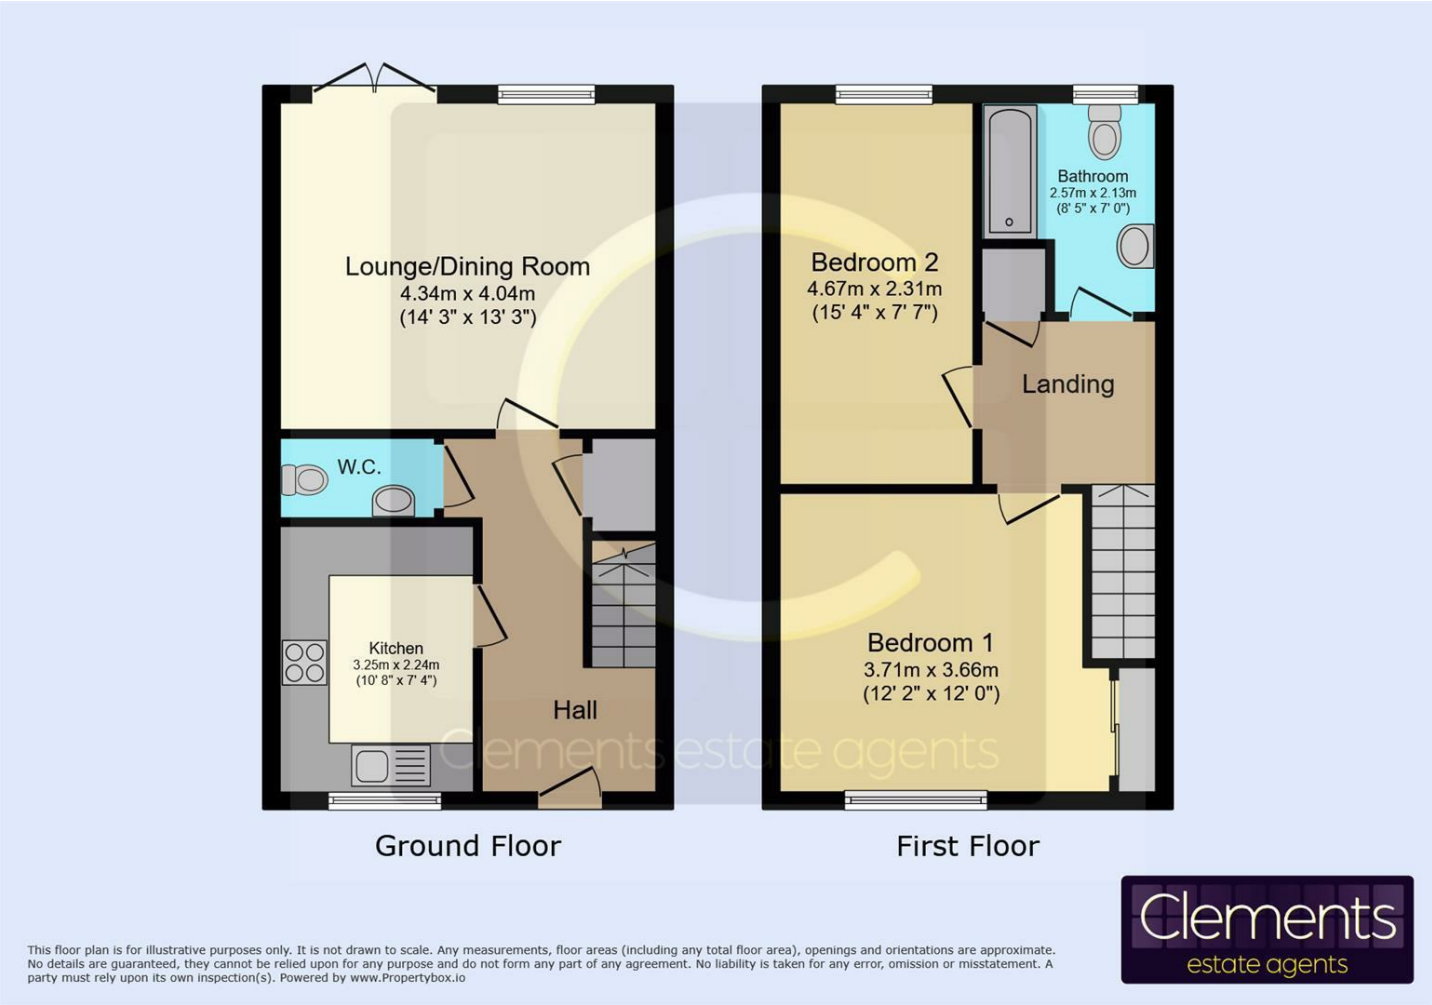 Lounge/Dining Room
4.34m x 4.04m
(14' 3" x 13' 3")
W.C.
Kitchen
3.25m x 2.24m
(10' 8" x 7' 4")
Hall
Ground Floor
Bedroom 2
4.67m x 2.31m
(15' 4" x 7' 7")
Bathroom
2.57m x 2.13m
(8' 5" x 7' 0")
Landing
Bedroom 1
3.71m x 3.66m
(12' 2" x 12' 0")
First Floor
Clements estate agents
Clements
estate agents
This floor plan is for illustrative purposes only. It is not drawn to scale. Any measurements, floor areas (including any total floor area), openings and orientations are approximate.
No details are guaranteed, they cannot be relied upon for any purpose and do not form any part of any agreement. No liability is taken for any error, omission or misstatement. A
party must rely upon its own inspection(s). Powered by www.Propertybox.io